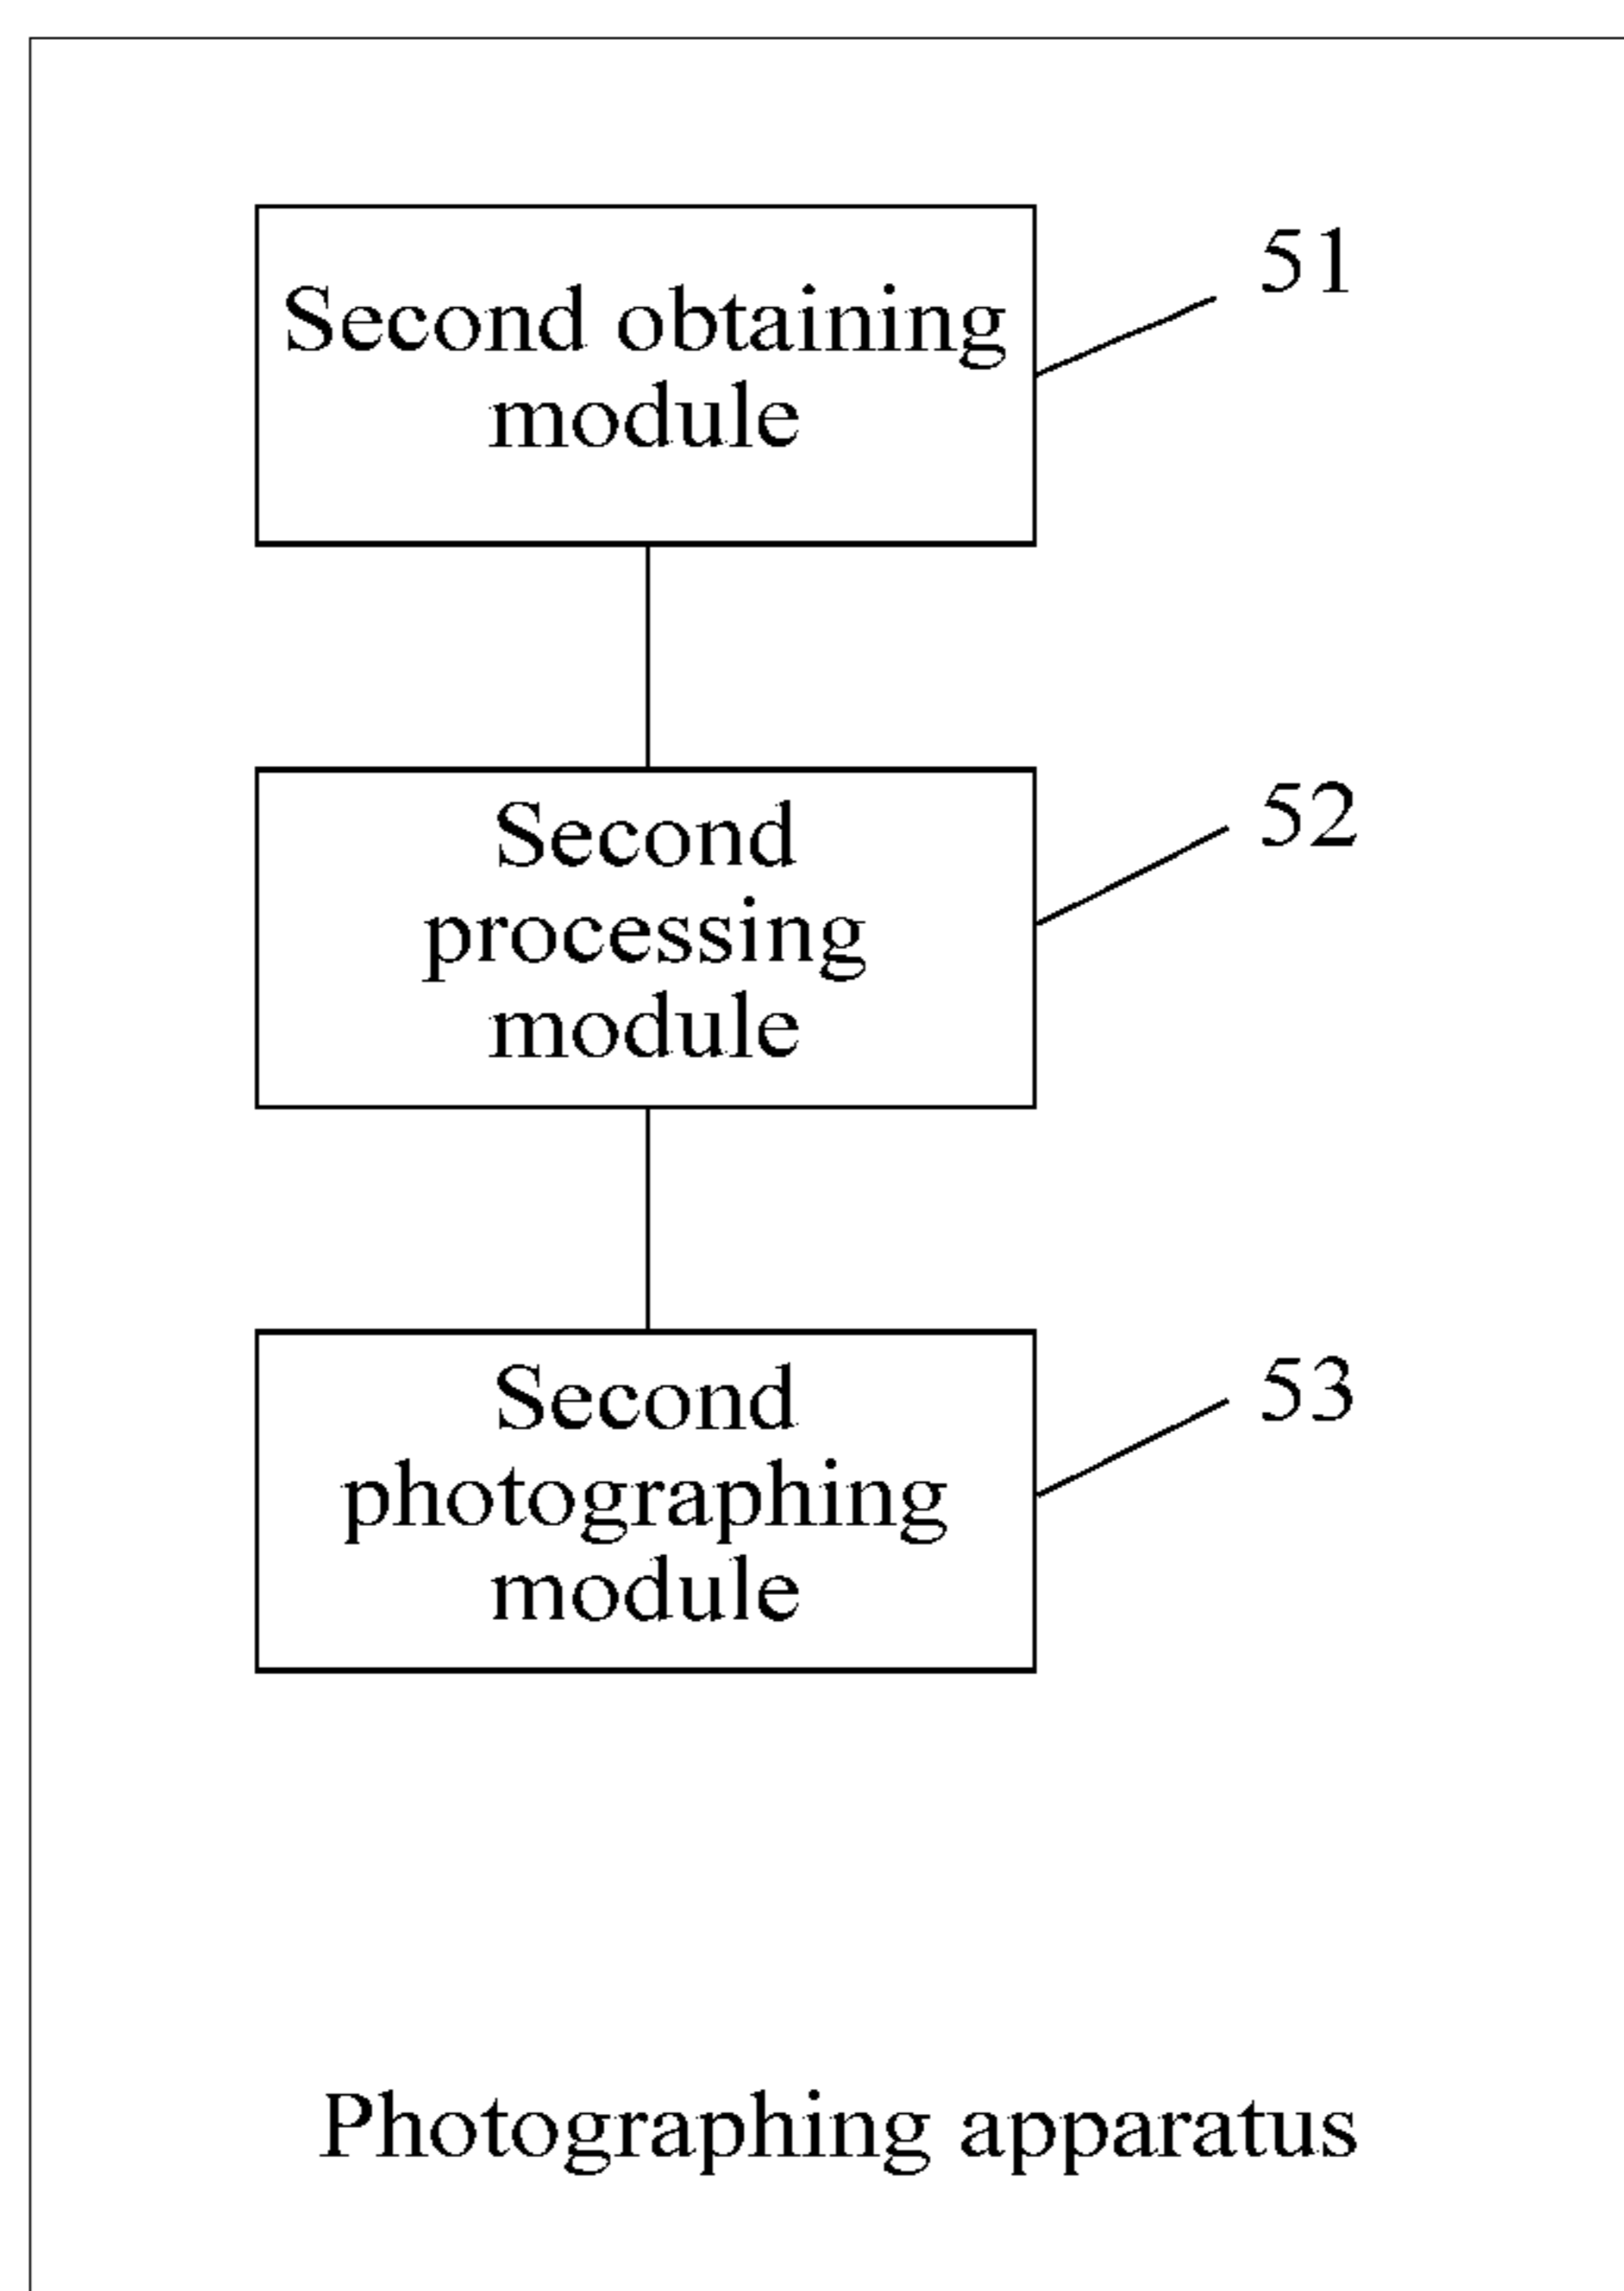 Second obtaining
module
51
Second
processing
module
52
Second
photographing
module
53
Photographing apparatus